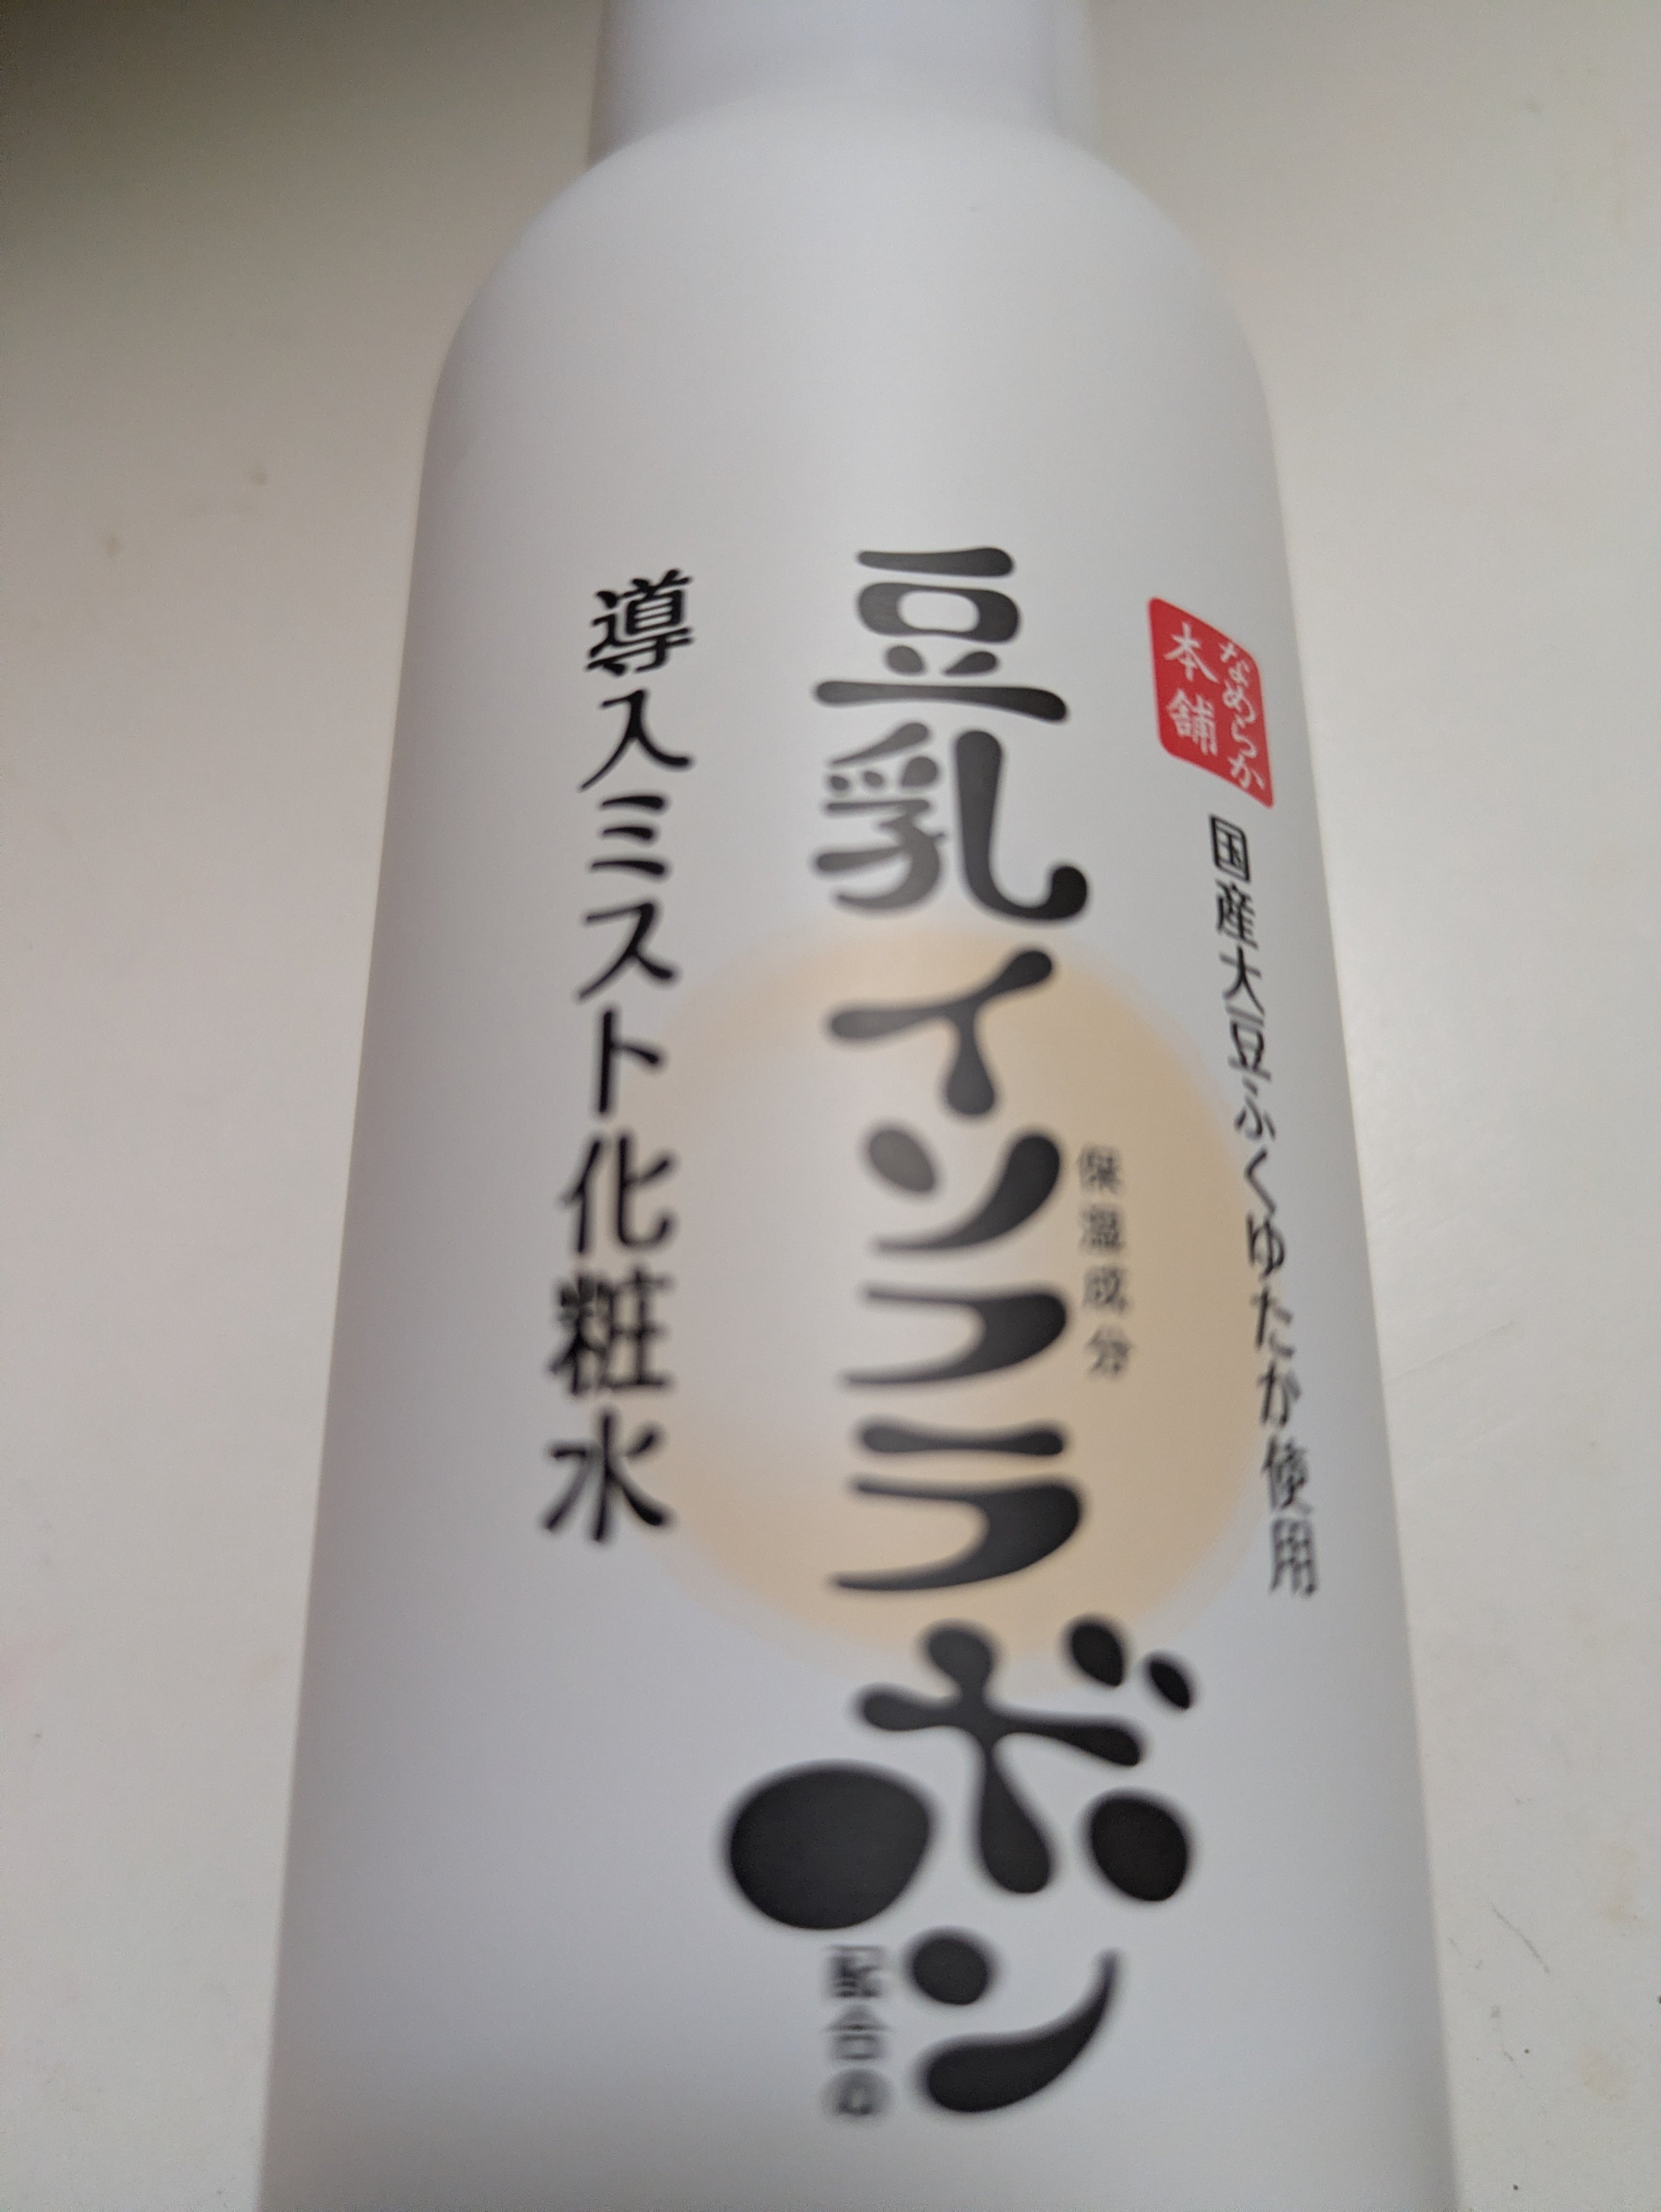 なめらか
本舗
国産大豆ふくゆたか使用
保湿成分
豆乳イソフラボン
配合の
導入ミスト化粧水